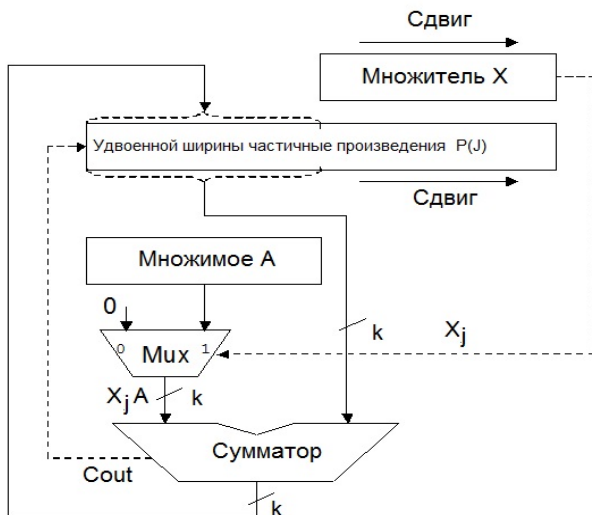 Сдвиг
Множитель X
Удвоенной ширины частичные произведения P(J)
Сдвиг
Множимое A
0
k
Xj
0 Mux 1
XjA
k
Сумматор
Cout
k